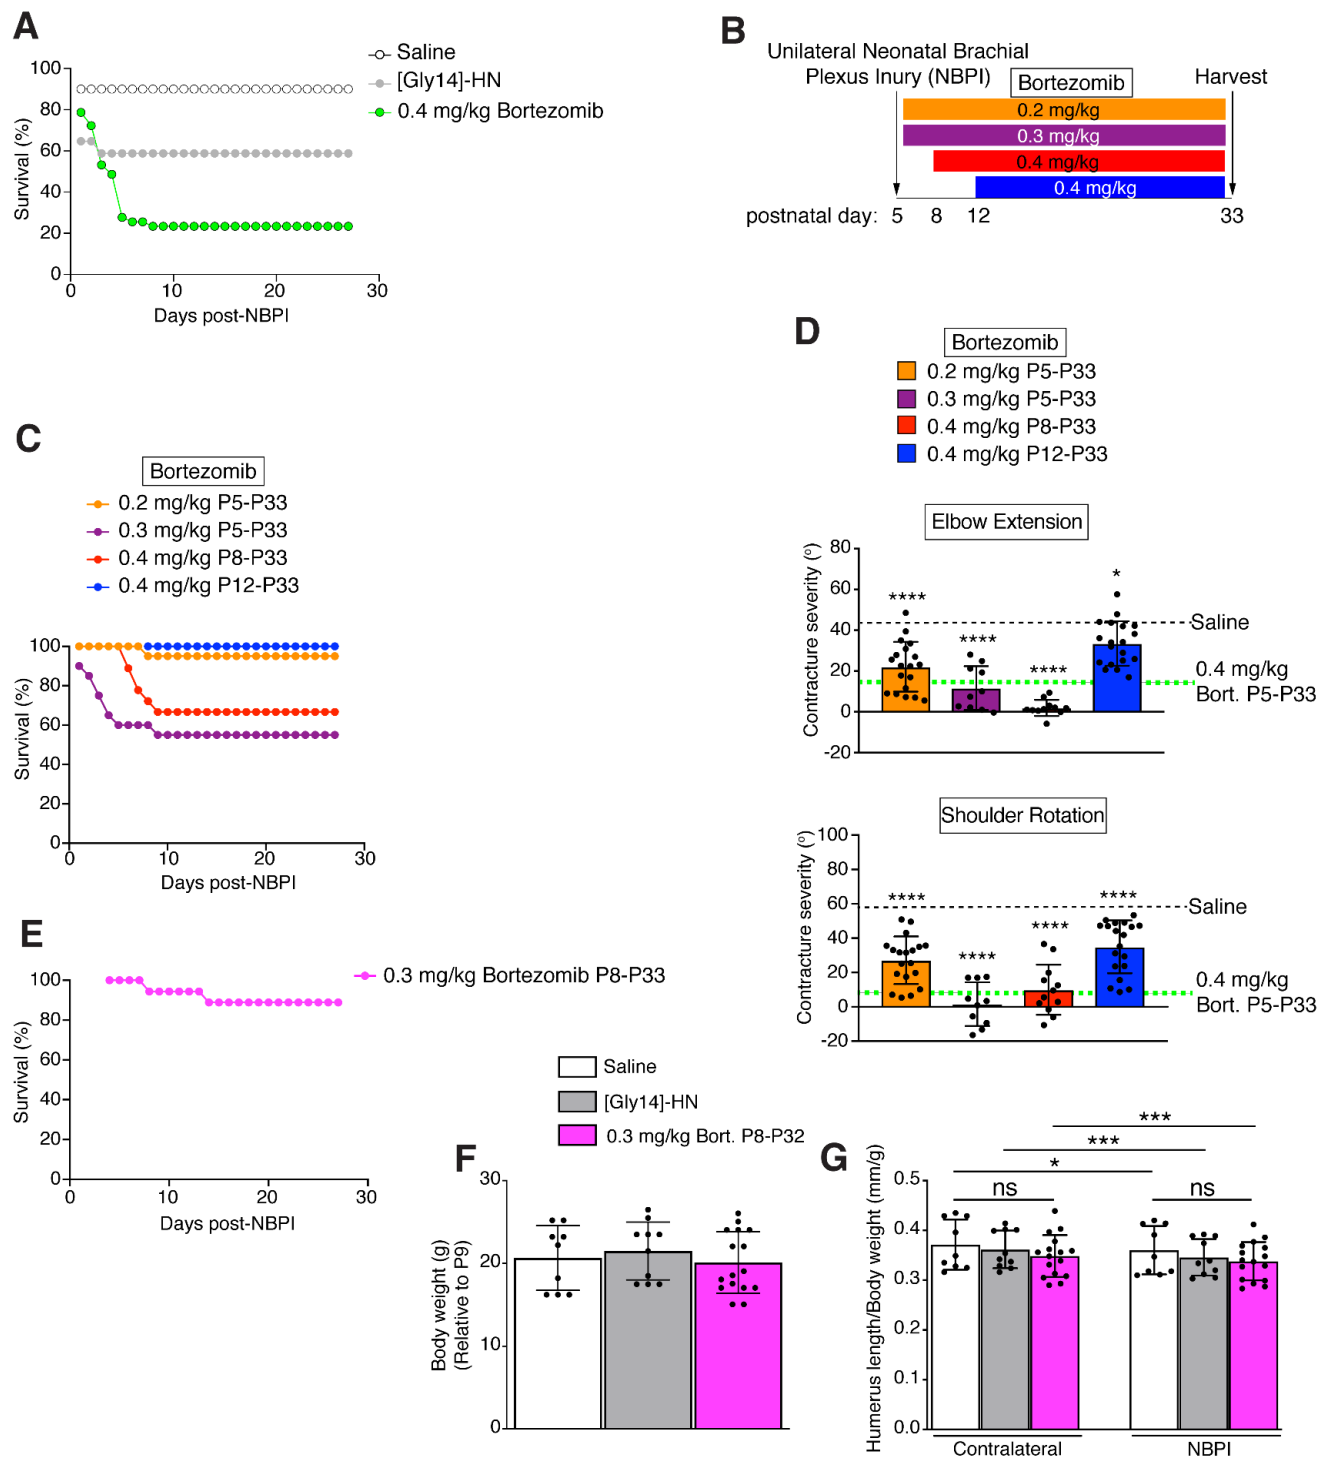 A
Saline
[Gly14]-HN
0.4 mg/kg Bortezomib
100
80
60
40
20
0
Survival (%)
0
10
20
30
Days post-NBPI
B
Unilateral Neonatal Brachial
Plexus Inury (NBPI)
Bortezomib
Harvest
0.2 mg/kg
0.3 mg/kg
0.4 mg/kg
0.4 mg/kg
postnatal day:
5
8
12
33
C
Bortezomib
0.2 mg/kg P5-P33
0.3 mg/kg P5-P33
0.4 mg/kg P8-P33
0.4 mg/kg P12-P33
100
80
60
40
20
0
Survival (%)
0
10
20
30
Days post-NBPI
D
Bortezomib
0.2 mg/kg P5-P33
0.3 mg/kg P5-P33
0.4 mg/kg P8-P33
0.4 mg/kg P12-P33
Elbow Extension
Contracture severity (°)
80
60
40
20
0
-20
****
****
****
*
Saline
0.4 mg/kg
Bort. P5-P33
Shoulder Rotation
Contracture severity (°)
100
80
60
40
20
0
-20
****
****
****
****
Saline
0.4 mg/kg
Bort. P5-P33
E
0.3 mg/kg Bortezomib P8-P33
100
80
60
40
20
0
Survival (%)
0
10
20
30
Days post-NBPI
Saline
[Gly14]-HN
0.3 mg/kg Bort. P8-P32
F
Body weight (g)
(Relative to P9)
30
20
10
0
G
Humerus length/Body weight (mm/g)
0.5
0.4
0.3
0.2
0.1
0.0
***
***
*
ns
ns
Contralateral
NBPI